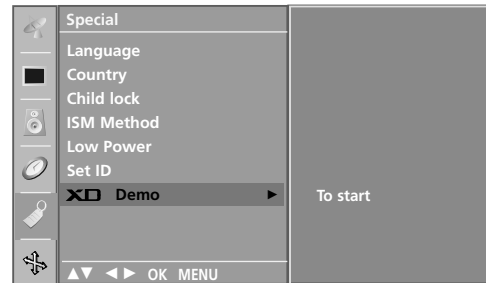 Special
Language
Country
Child lock
ISM Method
Low Power
Set ID
XD Demo ► To start
▲▼ ◄► OK MENU